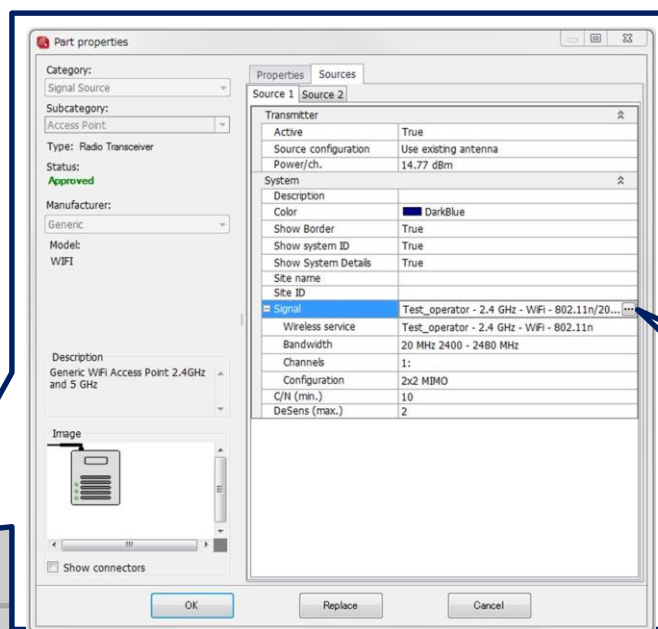 Part properties
Category:
Signal Source
Subcategory:
Access Point
Type: Radio Transceiver
Status:
Approved
Manufacturer:
Generic
Model:
WIFI
Description
Generic WiFi Access Point 2.4GHz
and 5 GHz
Image
Show connectors
Properties Sources
Source 1 Source 2
Transmitter
Active True
Source configuration Use existing antenna
Power/ch. 14.77 dBm
System
Description
Color DarkBlue
Show Border True
Show system ID True
Show System Details True
Site name
Site ID
Signal Test_operator - 2.4 GHz - WiFi - 802.11n/20...
Wireless service Test_operator - 2.4 GHz - WiFi - 802.11n
Bandwidth 20 MHz 2400 - 2480 MHz
Channels 1:
Configuration 2x2 MIMO
C/N (min.) 10
DeSens (max.) 2
OK Replace Cancel